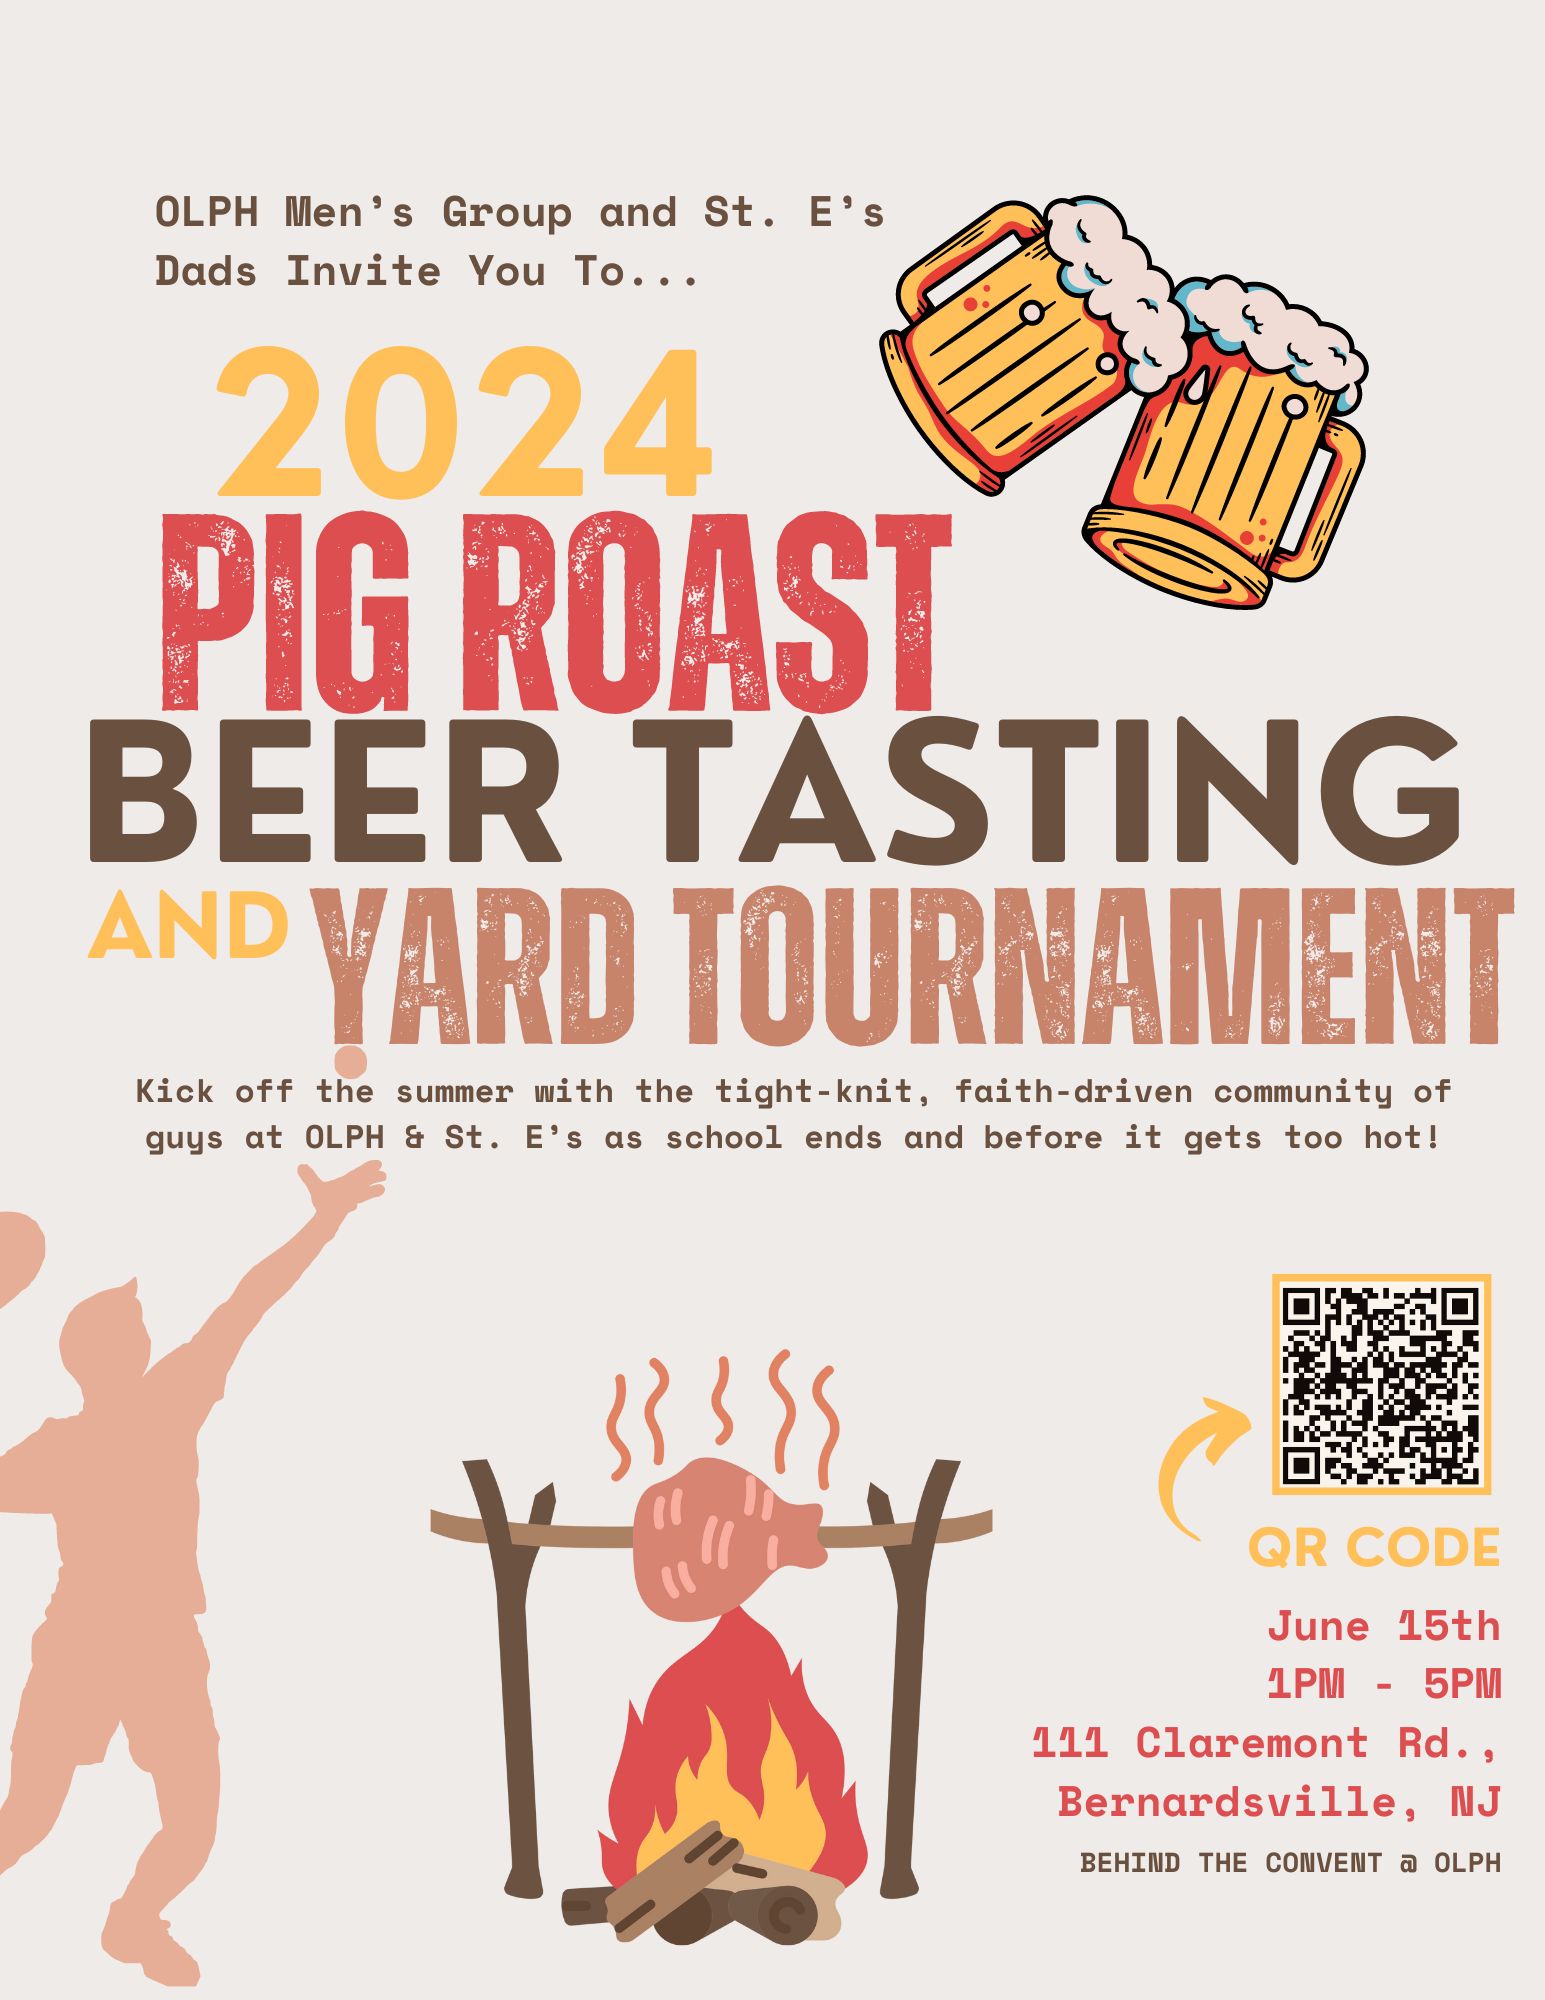 OLPH Men's Group and St. E's
Dads Invite You To...
2024
PIG ROAST
BEER TASTING
AND YARD TOURNAMENT
Kick off the summer with the tight-knit, faith-driven community of
guys at OLPH & St. E's as school ends and before it gets too hot!
QR CODE
June 15th
1PM - 5PM
111 Claremont Rd.,
Bernardsville, NJ
BEHIND THE CONVENT @ OLPH